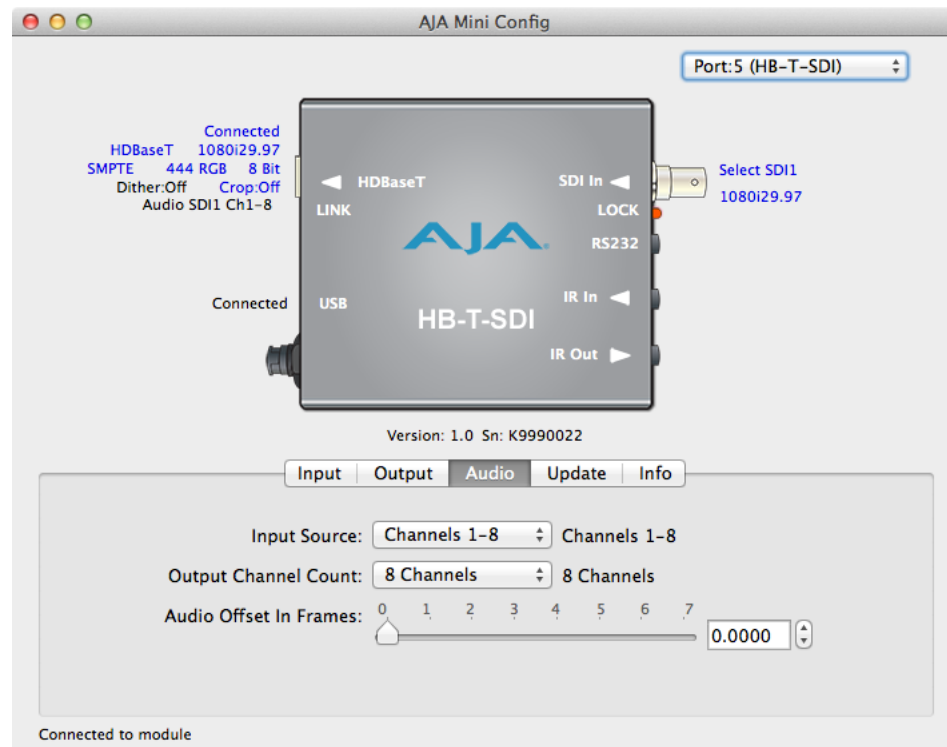 AJA Mini Config
Port:5 (HB-T-SDI)
Connected
HDBaseT 1080i29.97
SMPTE 444 RGB 8 Bit
Dither:Off Crop:Off
Audio SDI1 Ch1-8
HDBaseT
SDI In
Select SDI1
1080i29.97
LINK
LOCK
AJA
RS232
Connected
USB
IR In
HB-T-SDI
IR Out
Version: 1.0 Sn: K9990022
Input Output Audio Update Info
Input Source: Channels 1-8 Channels 1-8
Output Channel Count: 8 Channels 8 Channels
Audio Offset In Frames: 0 1 2 3 4 5 6 7
0.0000
Connected to module